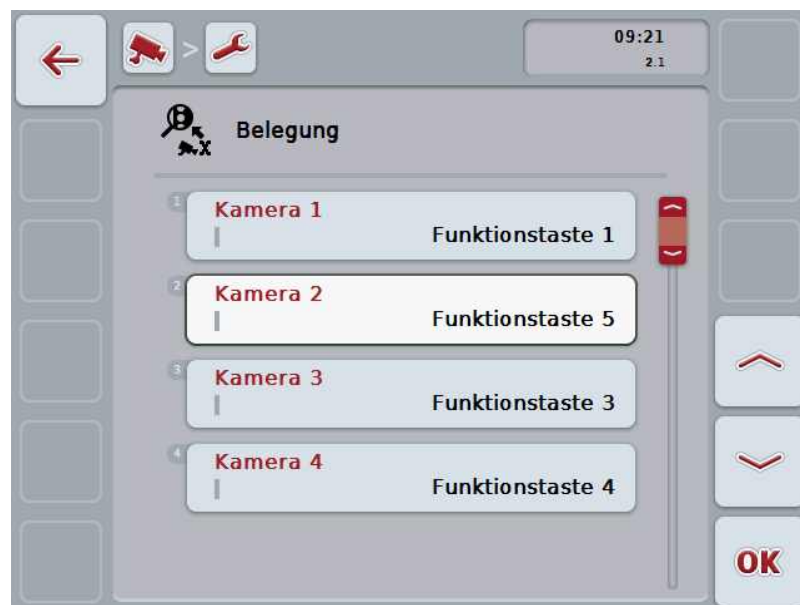 >
09:21
2.1
Belegung
1
Kamera 1
Funktionstaste 1
2
Kamera 2
Funktionstaste 5
3
Kamera 3
Funktionstaste 3
4
Kamera 4
Funktionstaste 4
OK